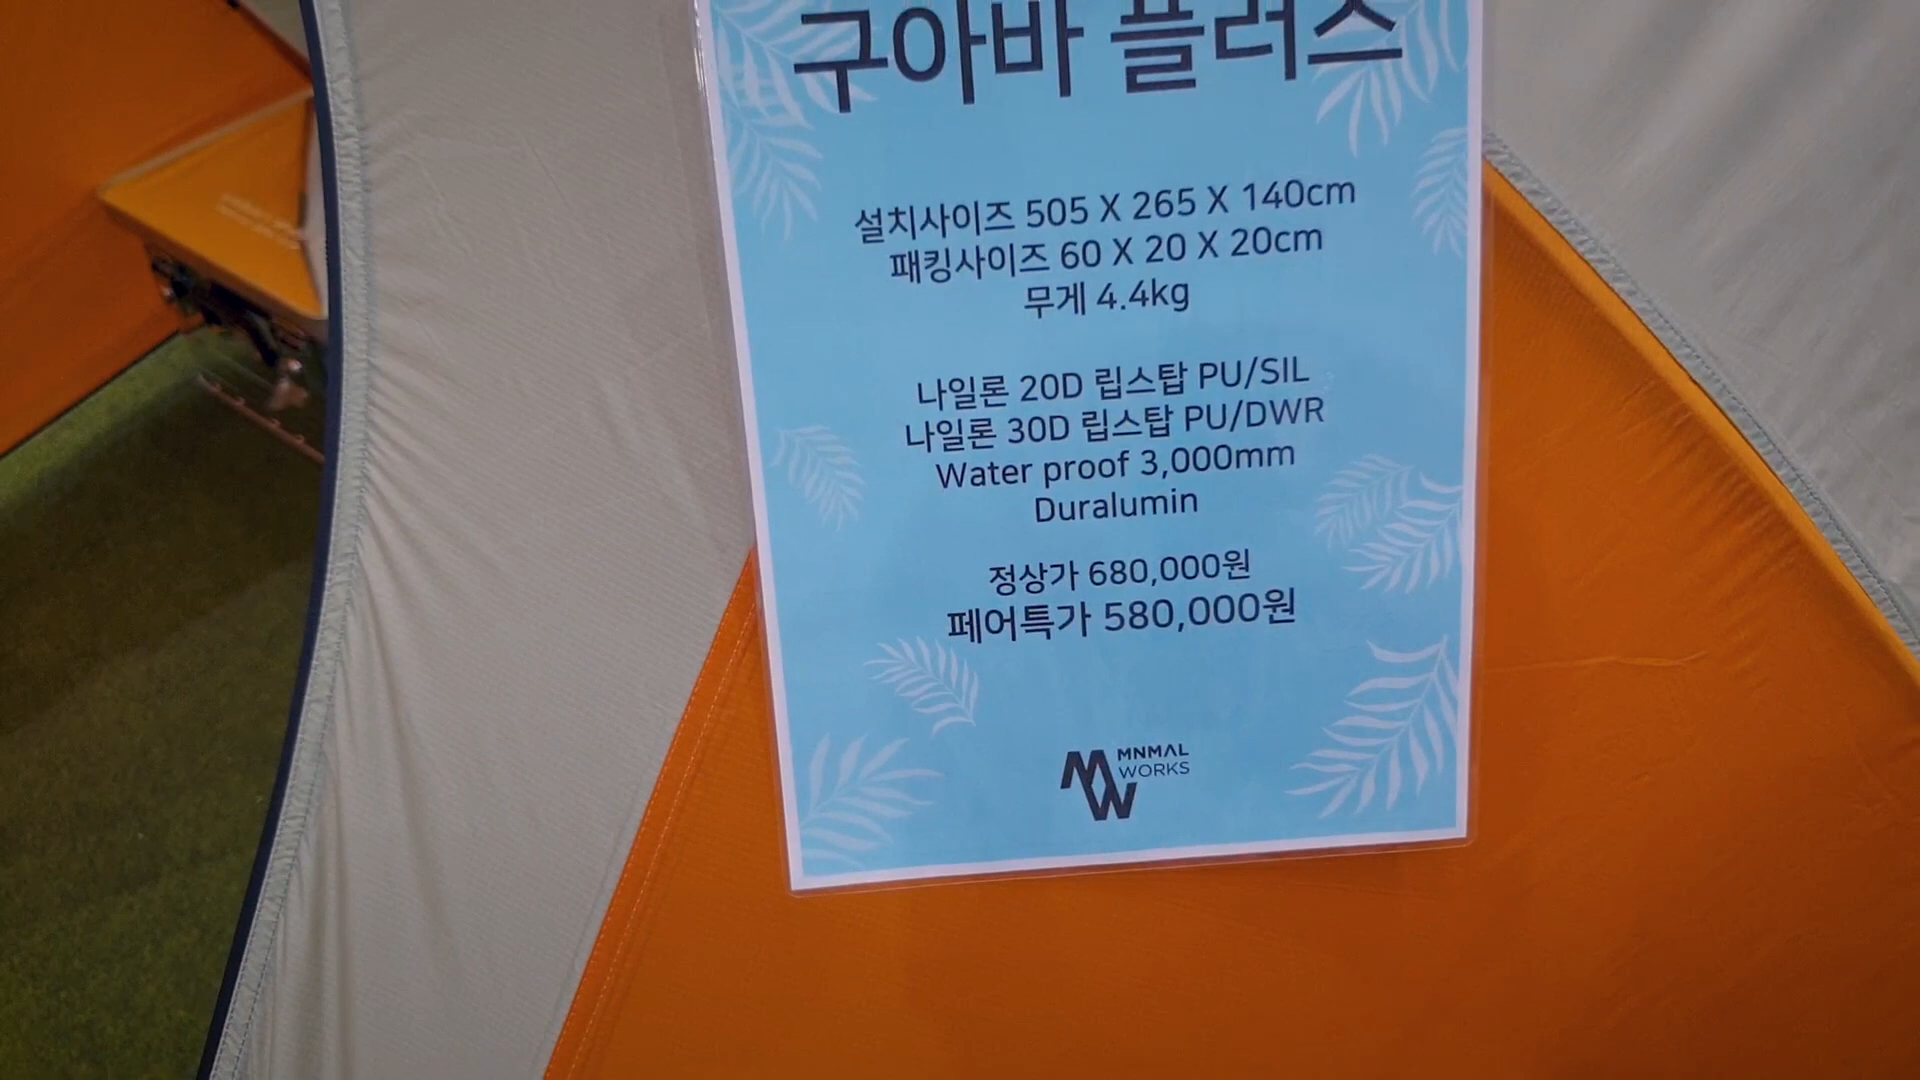 구아바 플러스
설치사이즈 505 X 265 X 140cm
패킹사이즈 60 X 20 X 20cm
무게 4.4kg
나일론 20D 립스탑 PU/SIL
나일론 30D 립스탑 PU/DWR
Water proof 3,000mm
Duralumin
정상가 680,000원
페어특가 580,000원
MNMAL
WORKS